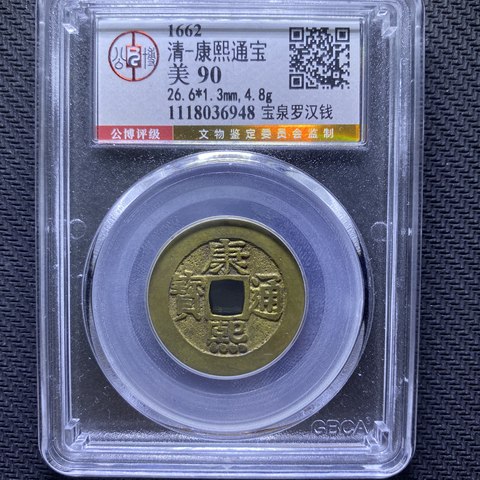 1662
清-康熙通宝
美 90
26.6*1.3mm,4.8g
1118036948 宝泉罗汉钱
公博
公博评级
文物鉴定委员会监制
康熙通寶
GBCA